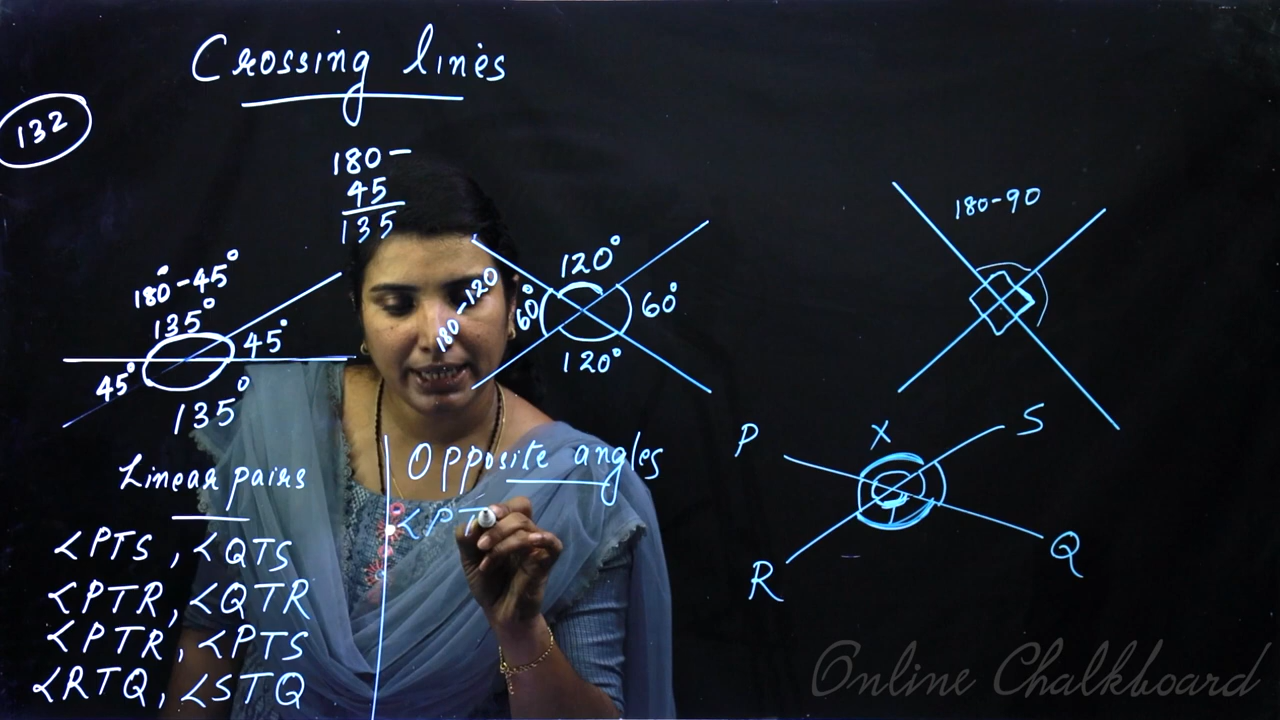 Crossing lines
132
180-
45
135
180°-45°
135°
45°
45°
135°
120°
180-120
60°
60°
120°
180-90
P
X
S
R
Q
Linear pairs
<PTS, <QTS
<PTR, <QTR
<PTR, <PTS
<RTQ, <STQ
Opposite angles
<PT
Online Chalkboard